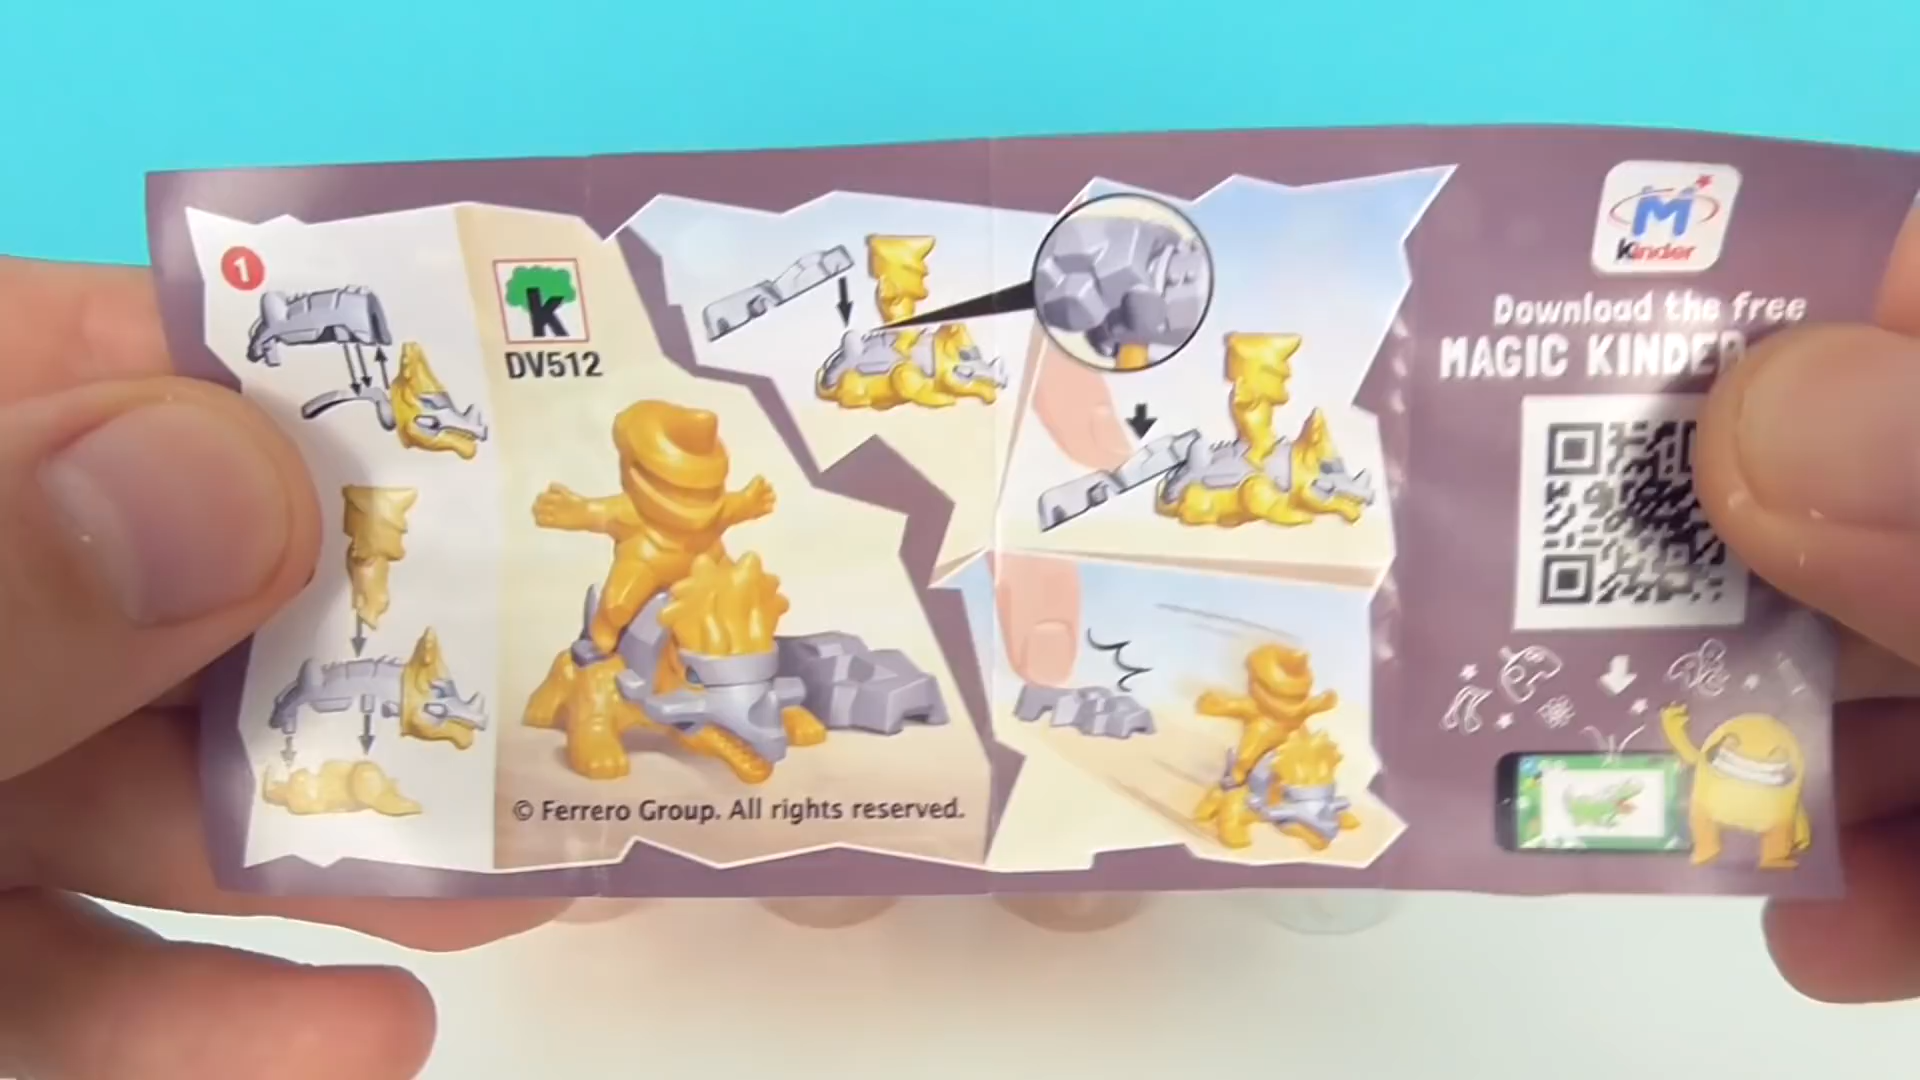 1
k
DV512
© Ferrero Group. All rights reserved.
M
Kinder
Download the free
MAGIC KINDER